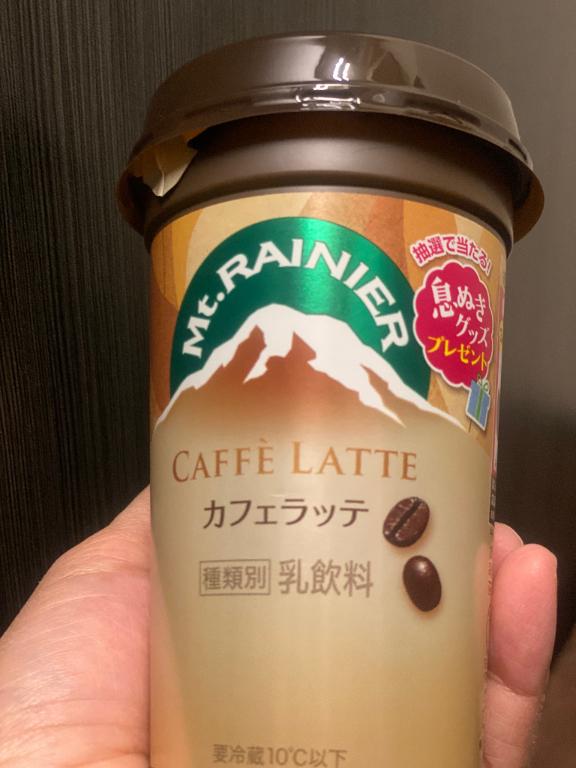 Mt. RAINIER
抽選で当たる!
息ぬき
グッズ
プレゼント
CAFFÈ LATTE
カフェラッテ
種類別 乳飲料
要冷蔵10℃以下